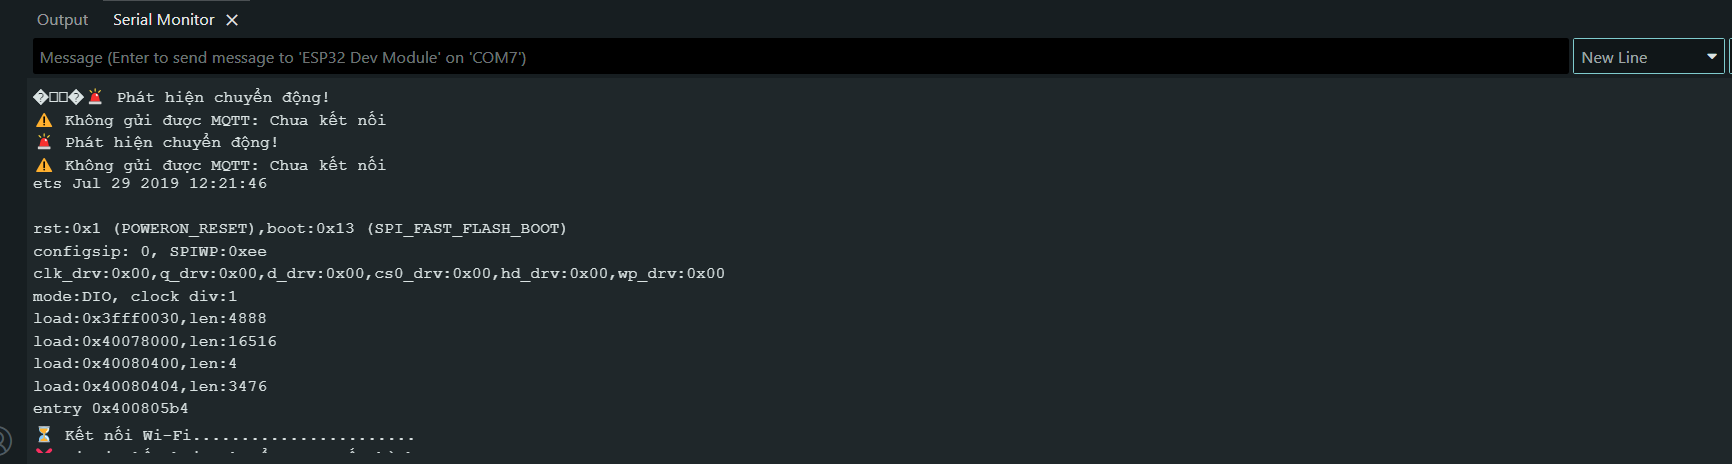 Output Serial Monitor
Message (Enter to send message to 'ESP32 Dev Module' on 'COM7')
New Line
🚨 Phát hiện chuyển động!
⚠️ Không gửi được MQTT: Chưa kết nối
🚨 Phát hiện chuyển động!
⚠️ Không gửi được MQTT: Chưa kết nối
ets Jul 29 2019 12:21:46
rst:0x1 (POWERON_RESET),boot:0x13 (SPI_FAST_FLASH_BOOT)
configsip: 0, SPIWP:0xee
clk_drv:0x00,q_drv:0x00,d_drv:0x00,cs0_drv:0x00,hd_drv:0x00,wp_drv:0x00
mode:DIO, clock div:1
load:0x3fff0030,len:4888
load:0x40078000,len:16516
load:0x40080400,len:4
load:0x40080404,len:3476
entry 0x400805b4
⏳ Kết nối Wi-Fi.......................